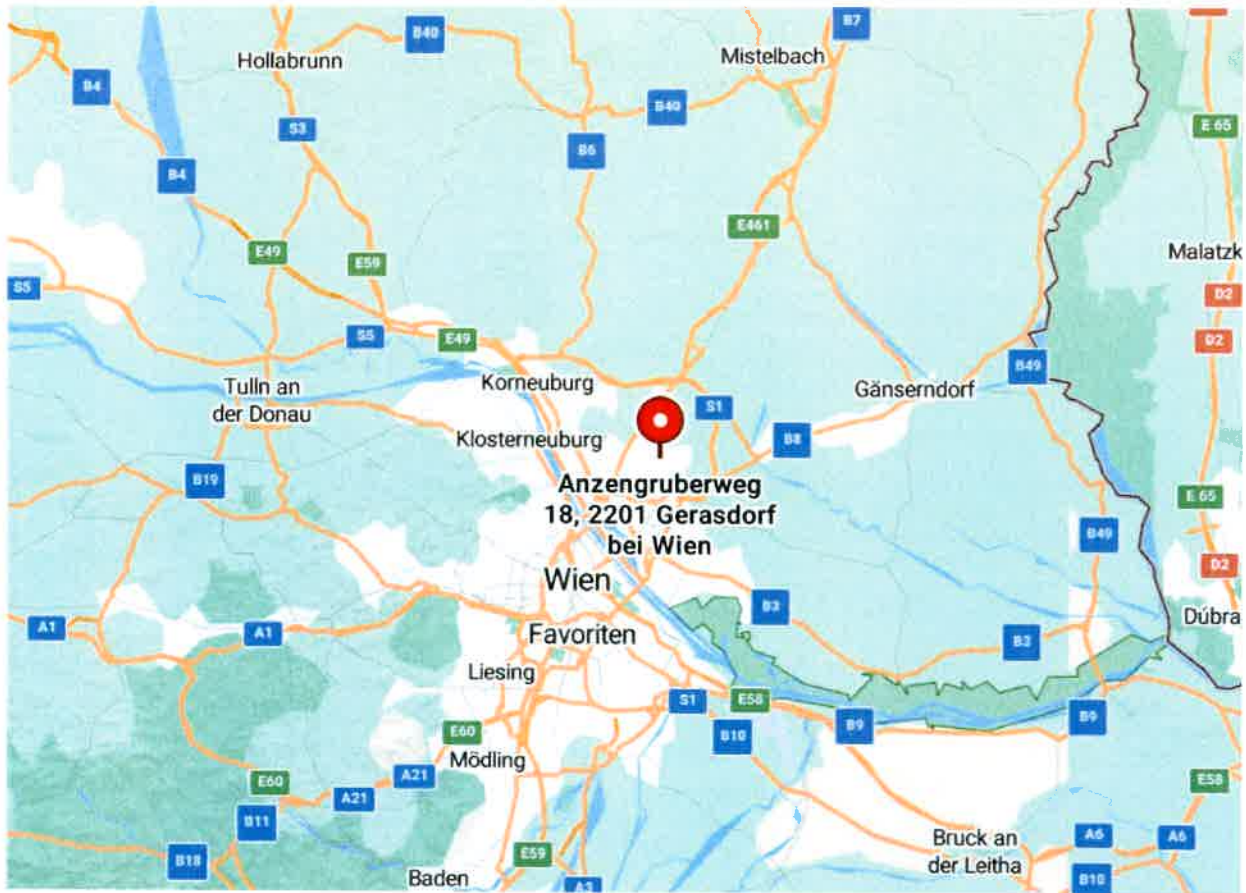 B40
B7
Hollabrunn
Mistelbach
B4
B40
S3
E 65
B6
B4
E461
E49
E59
Malatzk
S5
D2
S5
E49
D2
Korneuburg
B49
Tulln an
der Donau
Gänserndorf
S1
Klosterneuburg
B8
B19
Anzengruberweg
18, 2201 Gerasdorf
bei Wien
E 65
B49
Wien
D2
B3
A1
A1
Favoriten
B3
Dúbra
Liesing
S1
E58
B9
B9
E60
B10
Mödling
E60
A21
A21
E58
B11
Bruck an
der Leitha
A6
A6
B18
E59
Baden
A3
B10